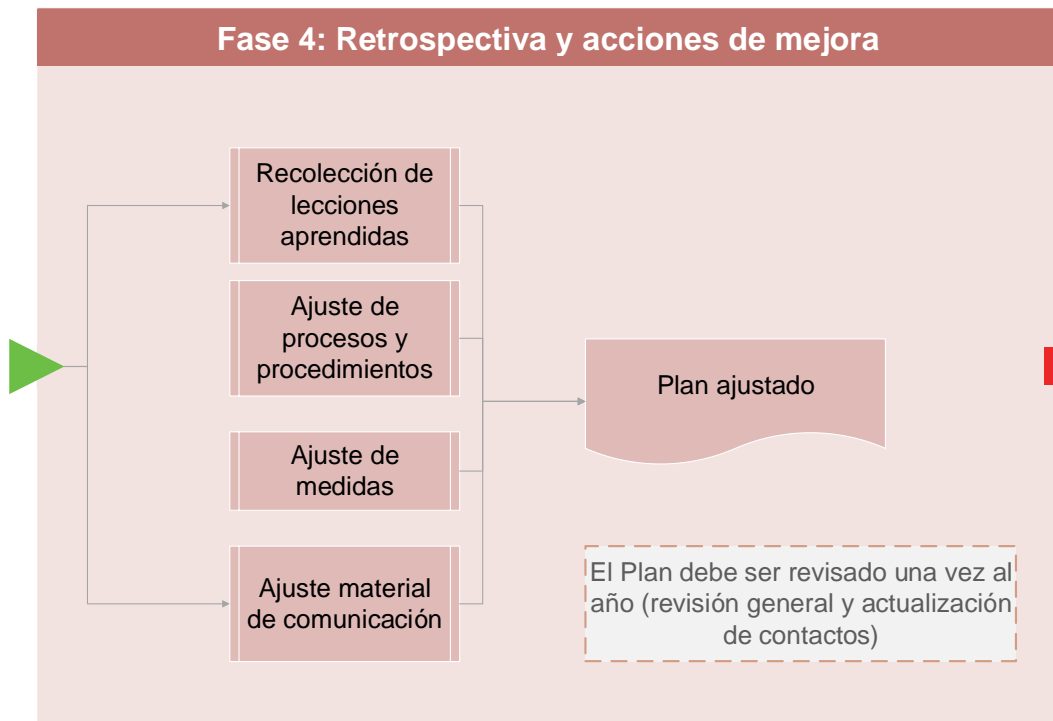 Fase 4: Retrospectiva y acciones de mejora
Recolección de
lecciones
aprendidas
Ajuste de
procesos y
procedimientos
Ajuste de
medidas
Ajuste material
de comunicación
Plan ajustado
El Plan debe ser revisado una vez al
año (revisión general y actualización
de contactos)